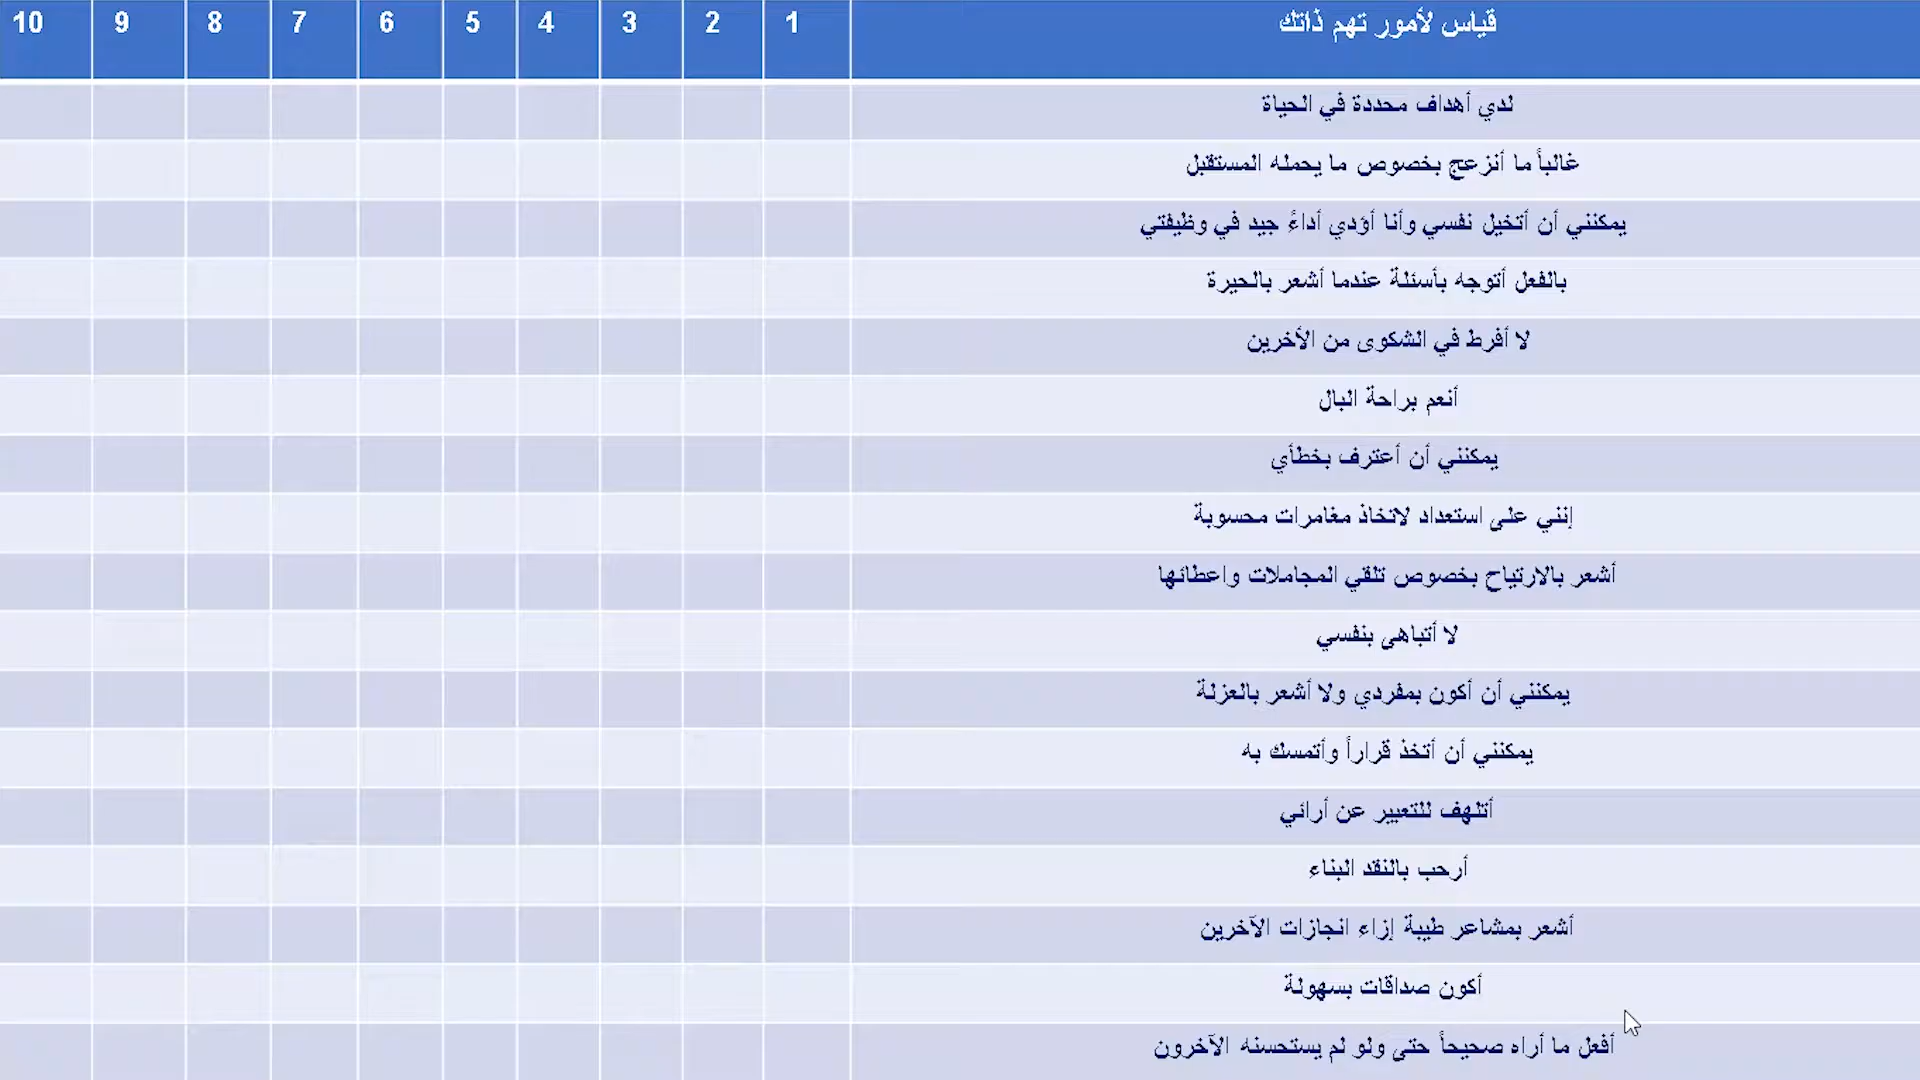 قياس لأمور تهم ذاتك 1 2 3 4 5 6 7 8 9 10
لدي أهداف محددة في الحياة
غالباً ما أنزعج بخصوص ما يحمله المستقبل
يمكنني أن أتخيل نفسي وأنا أؤدي أداءً جيد في وظيفتي
بالفعل أتوجه بأسئلة عندما أشعر بالحيرة
لا أفرط في الشكوى من الأخرين
أنعم براحة البال
يمكنني أن أعترف بخطأي
إنني على استعداد لاتخاذ مغامرات محسوبة
أشعر بالارتياح بخصوص تلقي المجاملات واعطائها
لا أتباهى بنفسي
يمكنني أن أكون بمفردي ولا أشعر بالعزلة
يمكنني أن أتخذ قراراً وأتمسك به
أتلهف للتعبير عن أرائي
أرحب بالنقد البناء
أشعر بمشاعر طيبة إزاء انجازات الآخرين
أكون صداقات بسهولة
أفعل ما أراه صحيحاً حتى ولو لم يستحسنه الآخرون